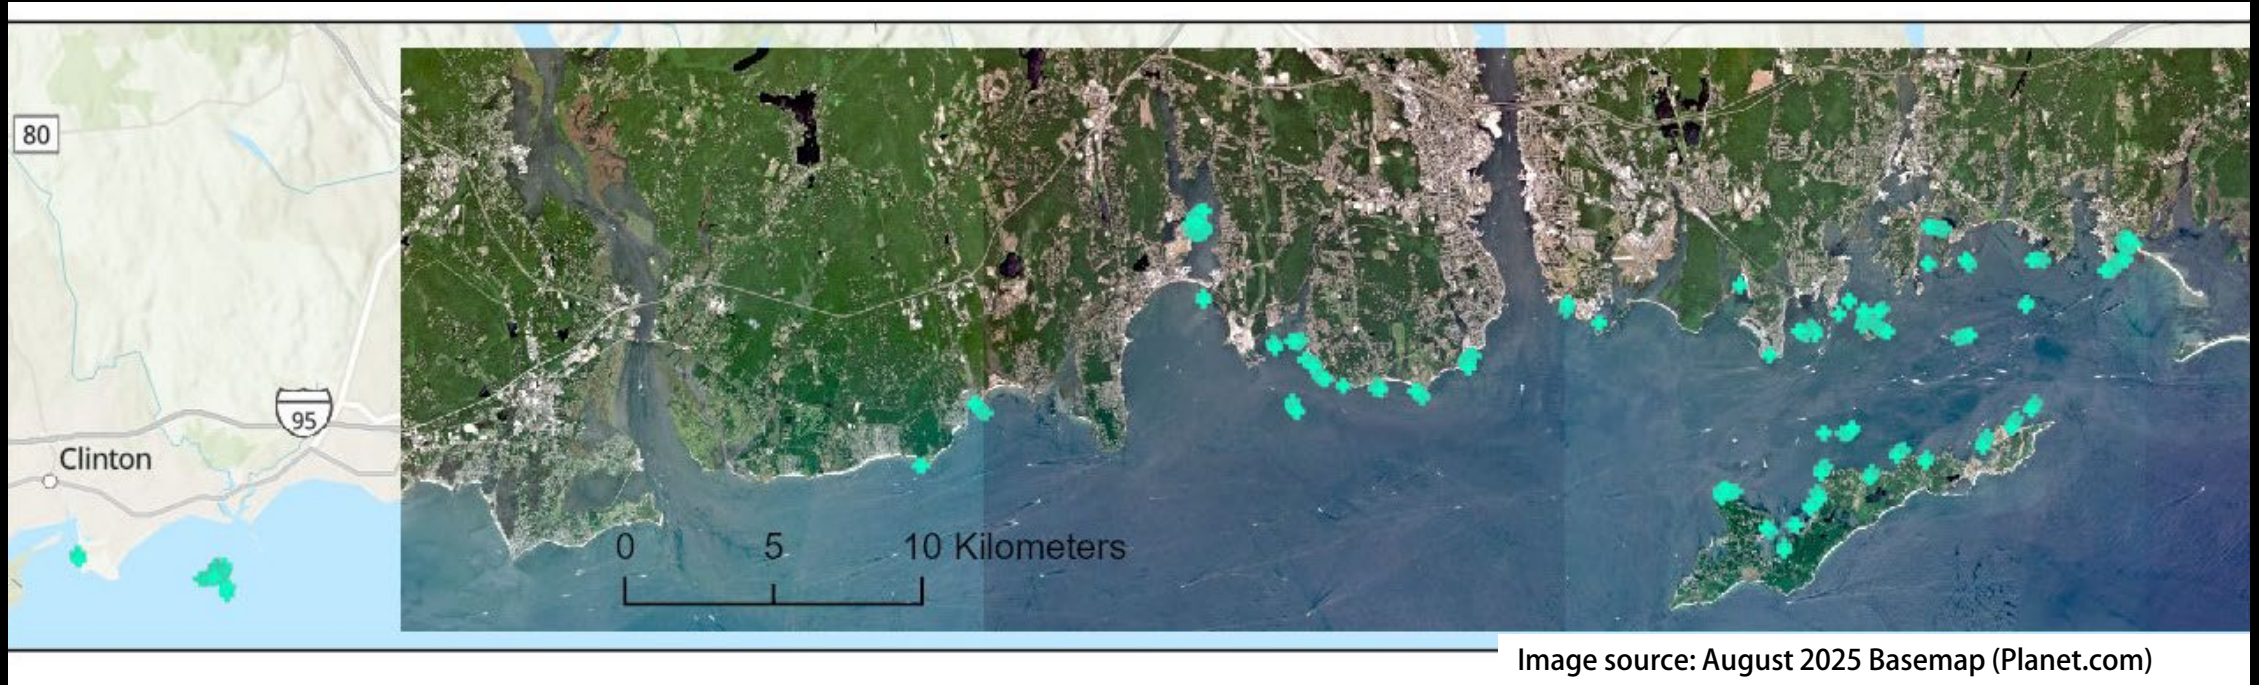 80
95
Clinton
0 5 10 Kilometers
Image source: August 2025 Basemap (Planet.com)